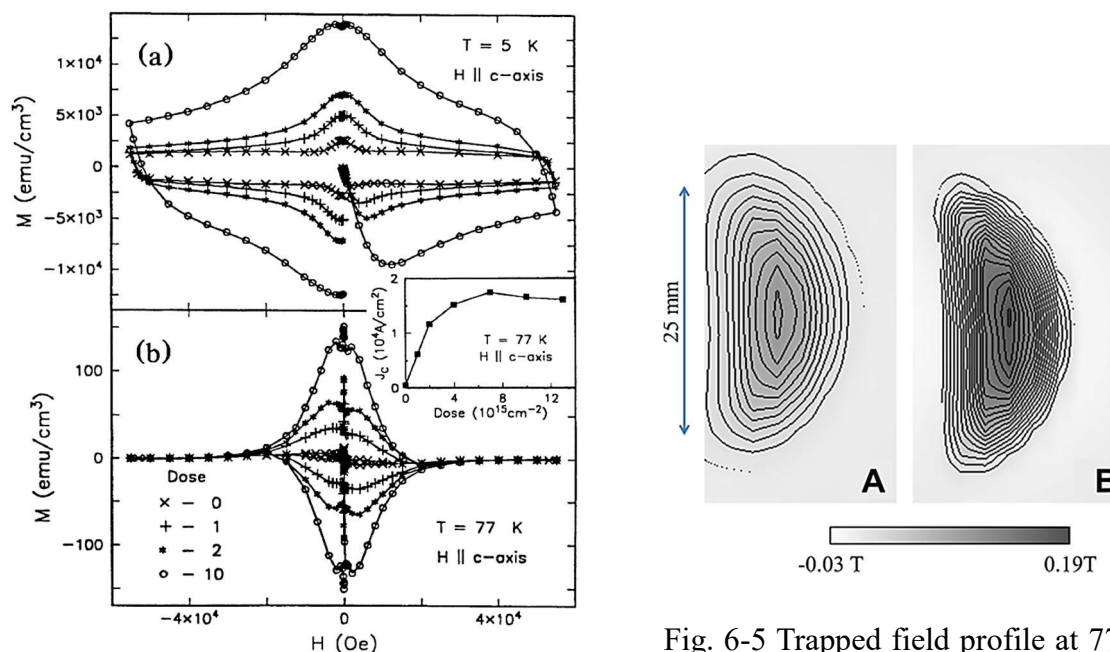 (a)
T = 5 K
H || c-axis
M (emu/cm³)
1×10⁴
5×10³
0
-5×10³
-1×10⁴
(b)
M (emu/cm³)
100
0
-100
J_C (10⁴A/cm²)
2
1
0
T = 77 K
H || c-axis
0 4 8 12
Dose (10¹⁵cm⁻²)
Dose
× – 0
+ – 1
* – 2
o – 10
T = 77 K
H || c-axis
-4×10⁴ 0 4×10⁴
H (Oe)
25 mm
A
-0.03 T 0.19T
Fig. 6-5 Trapped field profile at 77